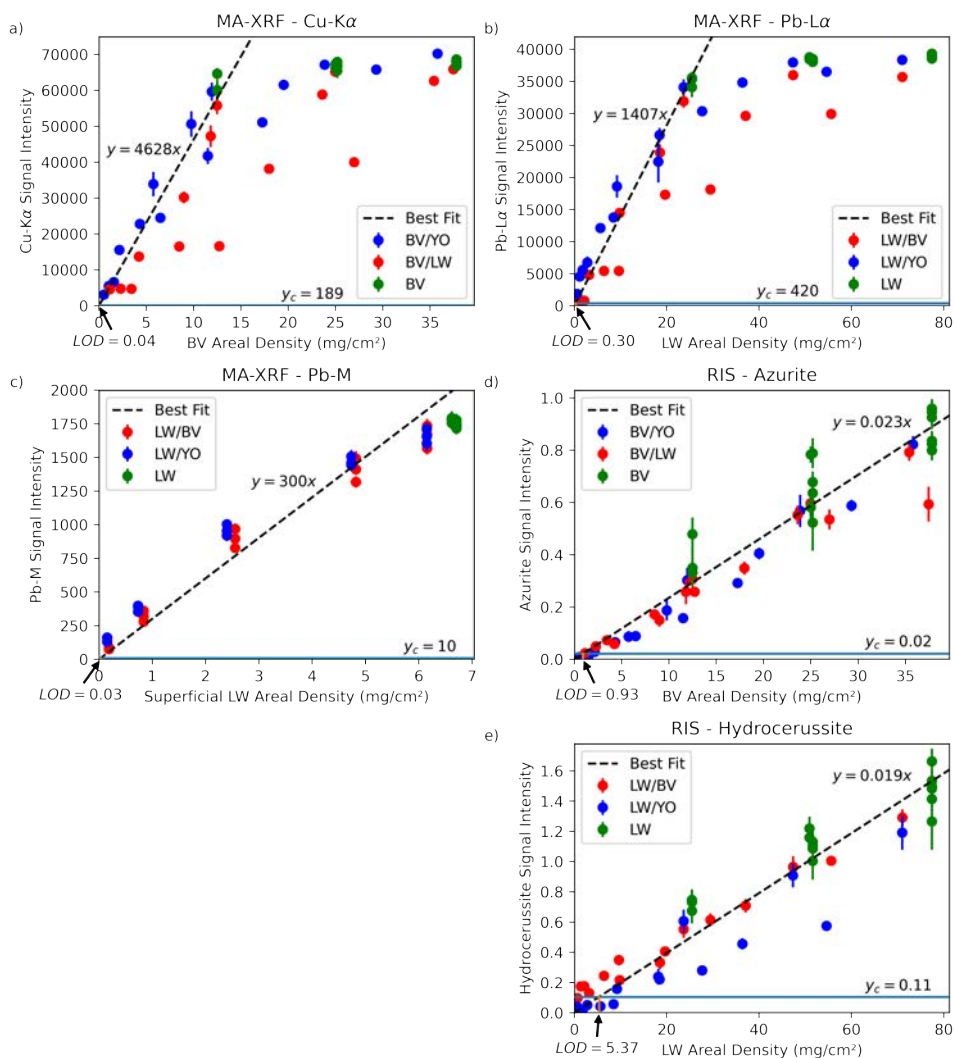 a)
MA-XRF - Cu-Kα
Cu-Kα Signal Intensity
70000
60000
50000
40000
30000
20000
10000
0
y = 4628x
Best Fit
BV/YO
BV/LW
BV
y_c = 189
0
5
10
15
20
25
30
35
LOD = 0.04
BV Areal Density (mg/cm²)
b)
MA-XRF - Pb-Lα
Pb-Lα Signal Intensity
40000
35000
30000
25000
20000
15000
10000
5000
0
y = 1407x
Best Fit
LW/BV
LW/YO
LW
y_c = 420
0
20
40
60
80
LOD = 0.30
LW Areal Density (mg/cm²)
c)
MA-XRF - Pb-M
Pb-M Signal Intensity
2000
1750
1500
1250
1000
750
500
250
0
Best Fit
LW/BV
LW/YO
LW
y = 300x
y_c = 10
0
1
2
3
4
5
6
7
LOD = 0.03
Superficial LW Areal Density (mg/cm²)
d)
RIS - Azurite
Azurite Signal Intensity
1.0
0.8
0.6
0.4
0.2
0.0
Best Fit
BV/YO
BV/LW
BV
y = 0.023x
y_c = 0.02
0
5
10
15
20
25
30
35
LOD = 0.93
BV Areal Density (mg/cm²)
e)
RIS - Hydrocerussite
Hydrocerussite Signal Intensity
1.6
1.4
1.2
1.0
0.8
0.6
0.4
0.2
0.0
Best Fit
LW/BV
LW/YO
LW
y = 0.019x
y_c = 0.11
0
20
40
60
80
LOD = 5.37
LW Areal Density (mg/cm²)